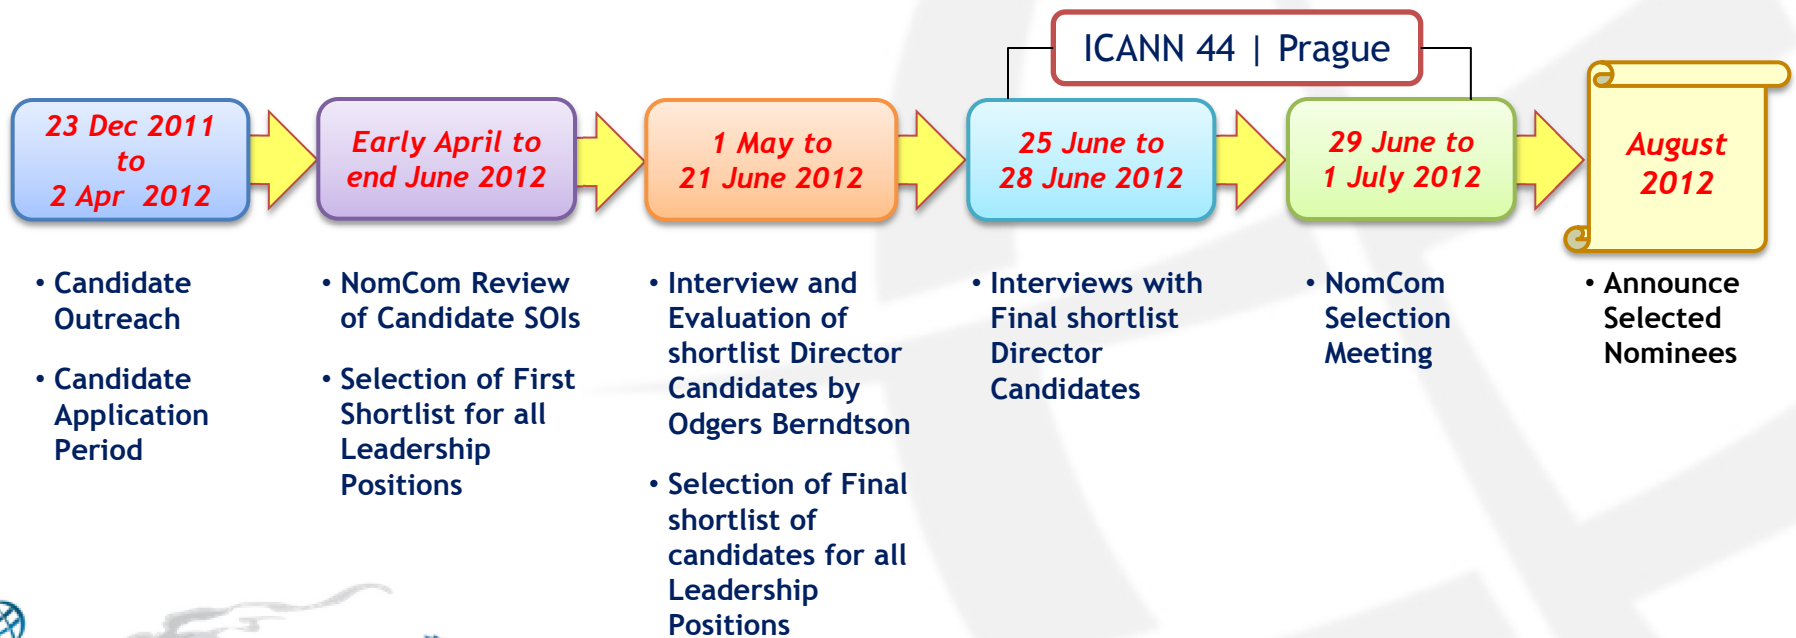 ICANN 44 | Prague
23 Dec 2011
to
2 Apr 2012
Early April to
end June 2012
1 May to
21 June 2012
25 June to
28 June 2012
29 June to
1 July 2012
August
2012
• Candidate
Outreach
• Candidate
Application
Period
• NomCom Review
of Candidate SOIs
• Selection of First
Shortlist for all
Leadership
Positions
• Interview and
Evaluation of
shortlist Director
Candidates by
Odgers Berndtson
• Selection of Final
shortlist of
candidates for all
Leadership
Positions
• Interviews with
Final shortlist
Director
Candidates
• NomCom
Selection
Meeting
• Announce
Selected
Nominees